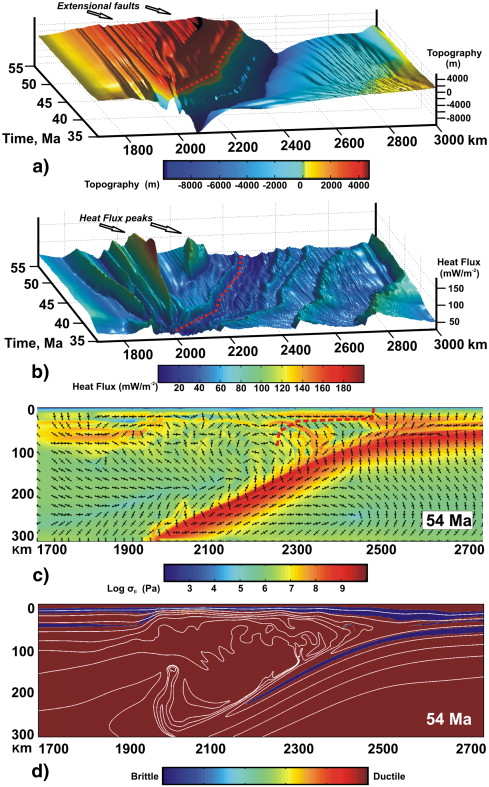 Extensional faults
Topography
(m)
4000
0
-4000
-8000
55
50
45
40
35
Time, Ma
2000
2200
2400
2600
2800
3000 km
a)
Topography (m)
-8000 -6000 -4000 -2000 0 2000 4000
Heat Flux peaks
Heat Flux
(mW/m⁻²)
150
100
50
55
50
45
40
35
Time, Ma
2000
2200
2400
2600
2800
3000 km
b)
Heat Flux (mW/m⁻²)
20 40 60 80 100 120 140 160 180
0
100
200
300
54 Ma
KM 1700 1900 2100 2300 2500 2700
c)
Log σII (Pa)
3 4 5 6 7 8 9
0
100
200
300
54 Ma
KM 1700 1900 2100 2300 2500 2700
d)
Brittle Ductile